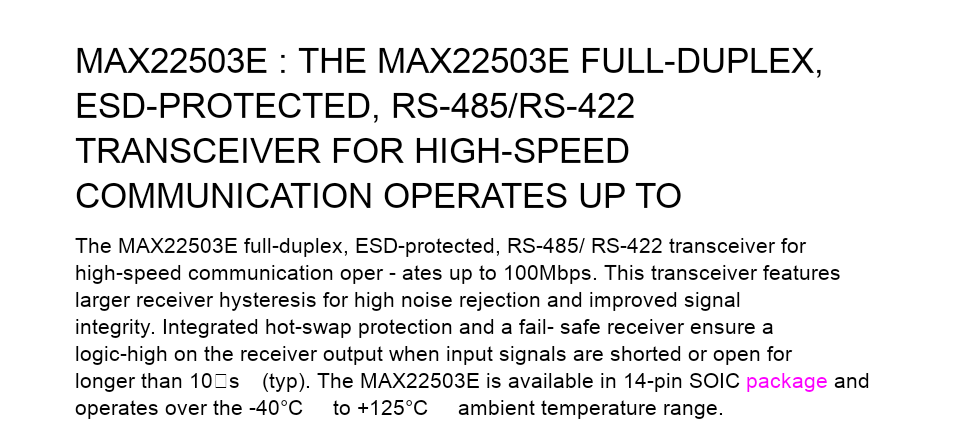 MAX22503E : THE MAX22503E FULL-DUPLEX,
ESD-PROTECTED, RS-485/RS-422
TRANSCEIVER FOR HIGH-SPEED
COMMUNICATION OPERATES UP TO
The MAX22503E full-duplex, ESD-protected, RS-485/ RS-422 transceiver for
high-speed communication oper - ates up to 100Mbps. This transceiver features
larger receiver hysteresis for high noise rejection and improved signal
integrity. Integrated hot-swap protection and a fail- safe receiver ensure a
logic-high on the receiver output when input signals are shorted or open for
longer than 10□s (typ). The MAX22503E is available in 14-pin SOIC package and
operates over the -40°C to +125°C ambient temperature range.